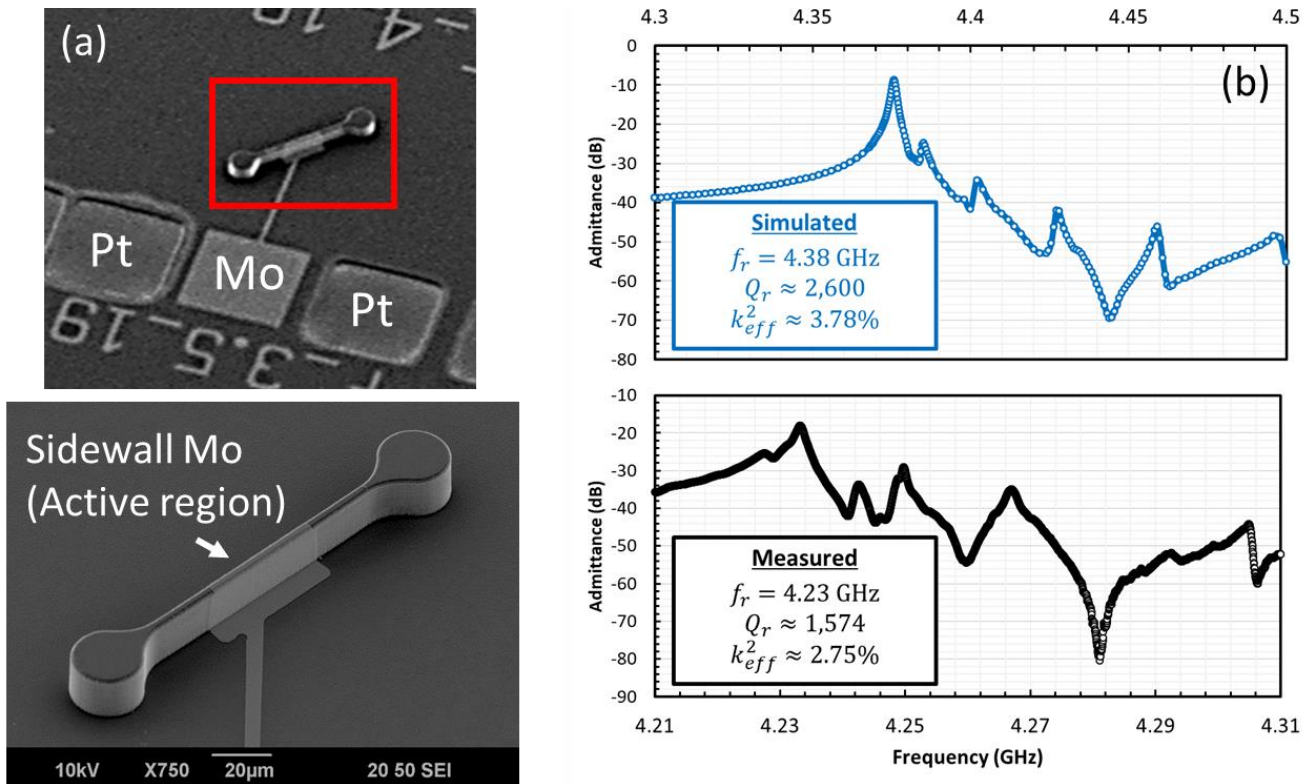 (a)
Pt
Mo
Pt
Sidewall Mo
(Active region)
10kV X750 20μm 20 50 SEI
4.3 4.35 4.4 4.45 4.5
(b)
Admittance (dB)
0
-10
-20
-30
-40
-50
-60
-70
-80
Simulated
f_r = 4.38 GHz
Q_r ≈ 2,600
k²_eff ≈ 3.78%
Admittance (dB)
-10
-20
-30
-40
-50
-60
-70
-80
-90
Measured
f_r = 4.23 GHz
Q_r ≈ 1,574
k²_eff ≈ 2.75%
4.21 4.23 4.25 4.27 4.29 4.31
Frequency (GHz)